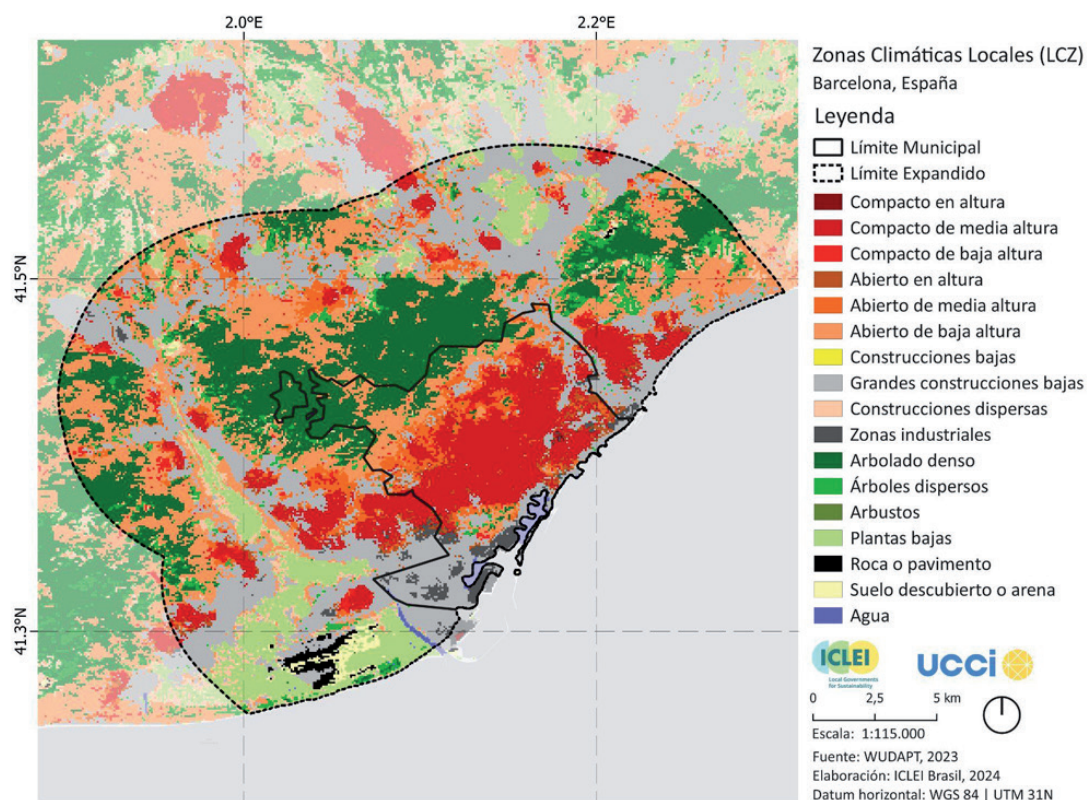 2.0°E
2.2°E
41.5°N
41.3°N
Zonas Climáticas Locales (LCZ)
Barcelona, España
Leyenda
Límite Municipal
Límite Expandido
Compacto en altura
Compacto de media altura
Compacto de baja altura
Abierto en altura
Abierto de media altura
Abierto de baja altura
Construcciones bajas
Grandes construcciones bajas
Construcciones dispersas
Zonas industriales
Arbolado denso
Árboles dispersos
Arbustos
Plantas bajas
Roca o pavimento
Suelo descubierto o arena
Agua
ICLEI
Local Governments
for Sustainability
UCCI
0 2,5 5 km
Escala: 1:115.000
Fuente: WUDAPT, 2023
Elaboración: ICLEI Brasil, 2024
Datum horizontal: WGS 84 | UTM 31N